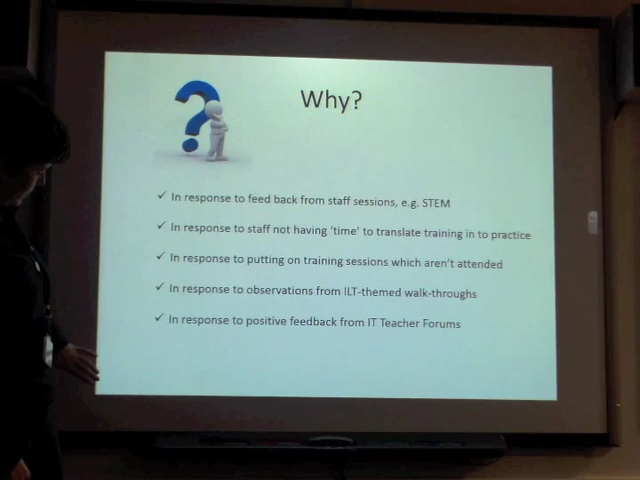 Why?
In response to feed back from staff sessions, e.g. STEM
In response to staff not having 'time' to translate training in to practice
In response to putting on training sessions which aren't attended
In response to observations from ILT-themed walk-throughs
In response to positive feedback from IT Teacher Forums